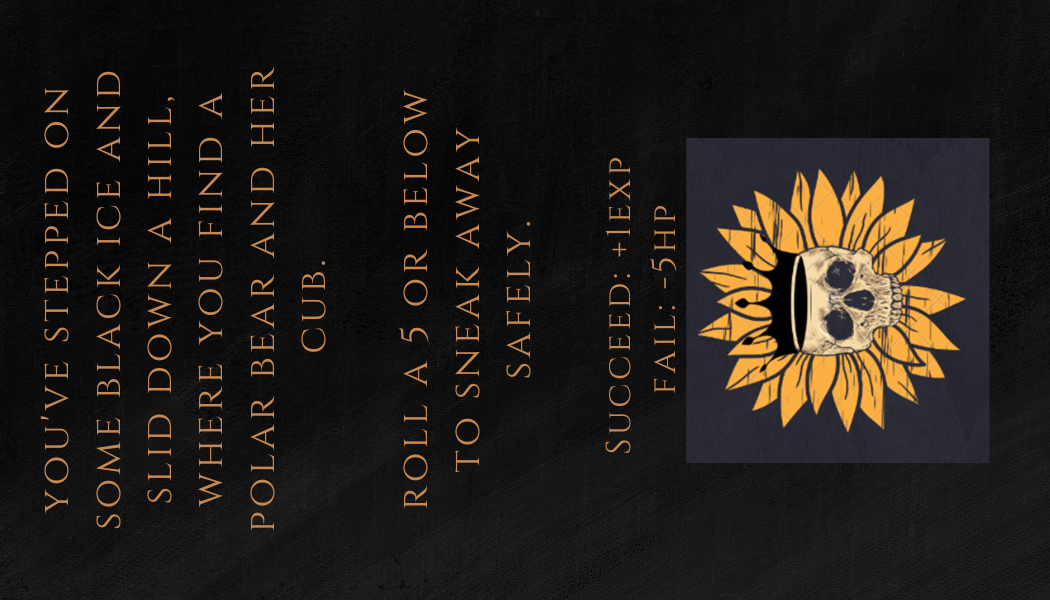 YOU'VE STEPPED ON
SOME BLACK ICE AND
SLID DOWN A HILL,
WHERE YOU FIND A
POLAR BEAR AND HER
CUB.
ROLL A 5 OR BELOW
TO SNEAK AWAY
SAFELY.
SUCCEED: +1EXP
FAIL: -5HP